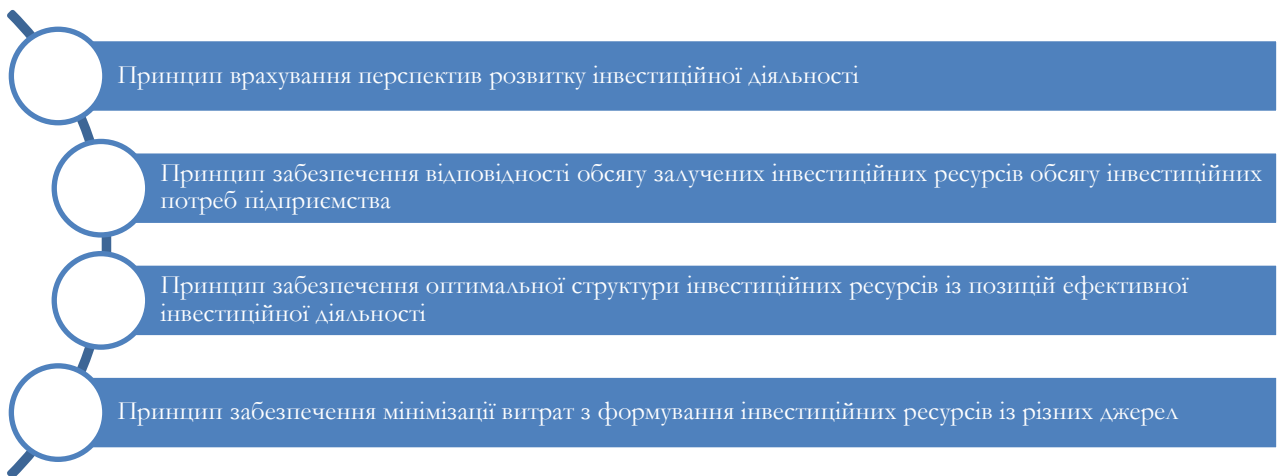 Принцип врахування перспектив розвитку інвестиційної діяльності
Принцип забезпечення відповідності обсягу залучених інвестиційних ресурсів обсягу інвестиційних
потреб підприємства
Принцип забезпечення оптимальної структури інвестиційних ресурсів із позицій ефективної
інвестиційної діяльності
Принцип забезпечення мінімізації витрат з формування інвестиційних ресурсів із різних джерел